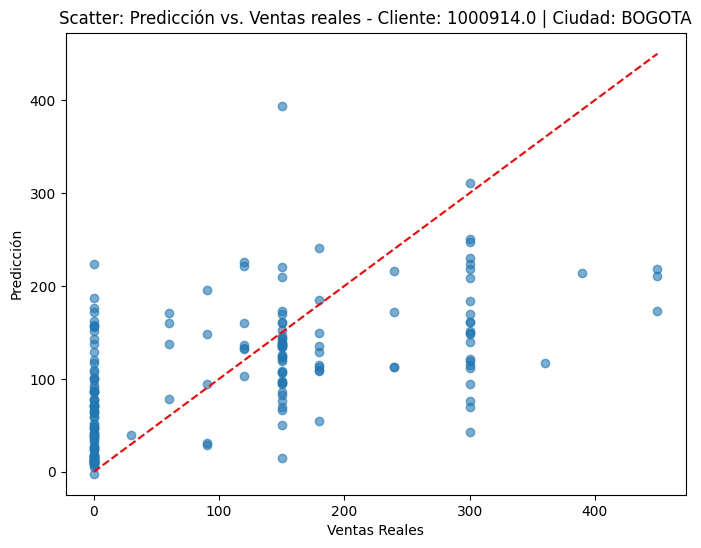 Scatter: Predicción vs. Ventas reales - Cliente: 1000914.0 | Ciudad: BOGOTA
Predicción
400
300
200
100
0
0 100 200 300 400
Ventas Reales